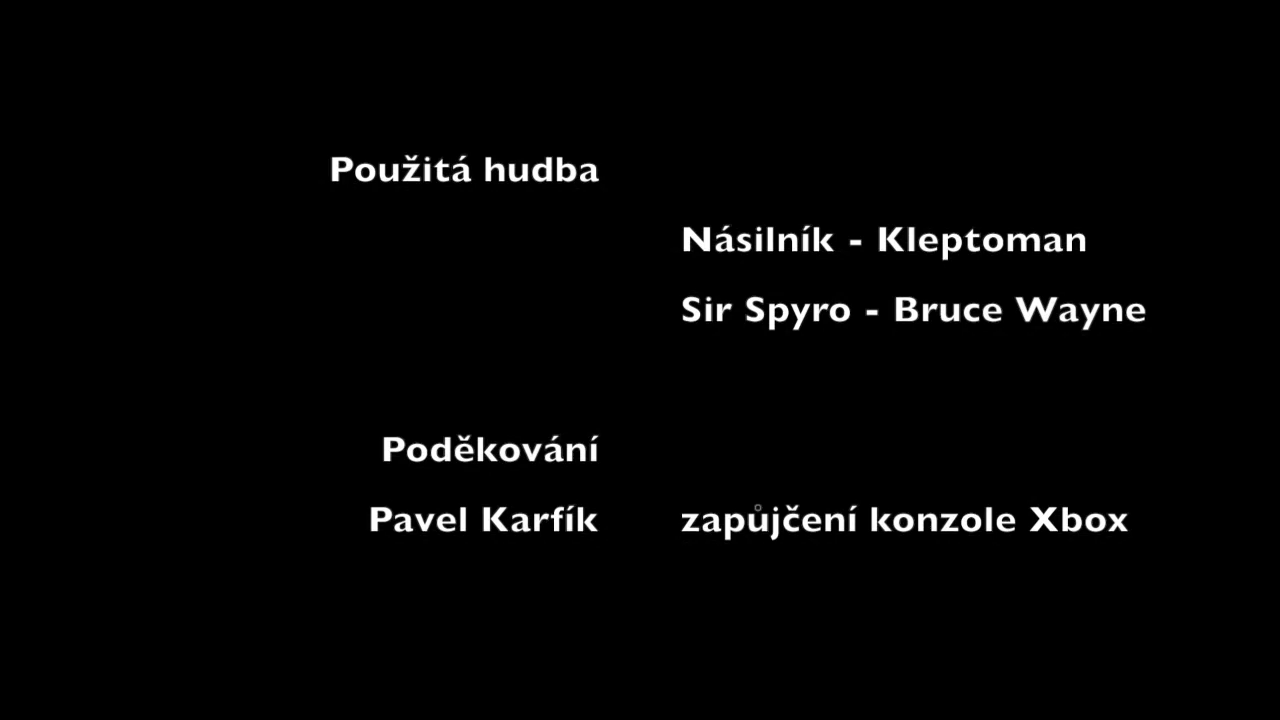 Použitá hudba
Násilník - Kleptoman
Sir Spyro - Bruce Wayne
Poděkování
Pavel Karfík zapůjčení konzole Xbox